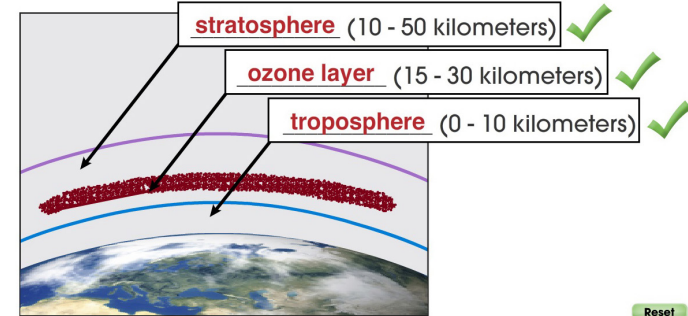 stratosphere (10 - 50 kilometers)
ozone layer (15 - 30 kilometers)
troposphere (0 - 10 kilometers)
Reset